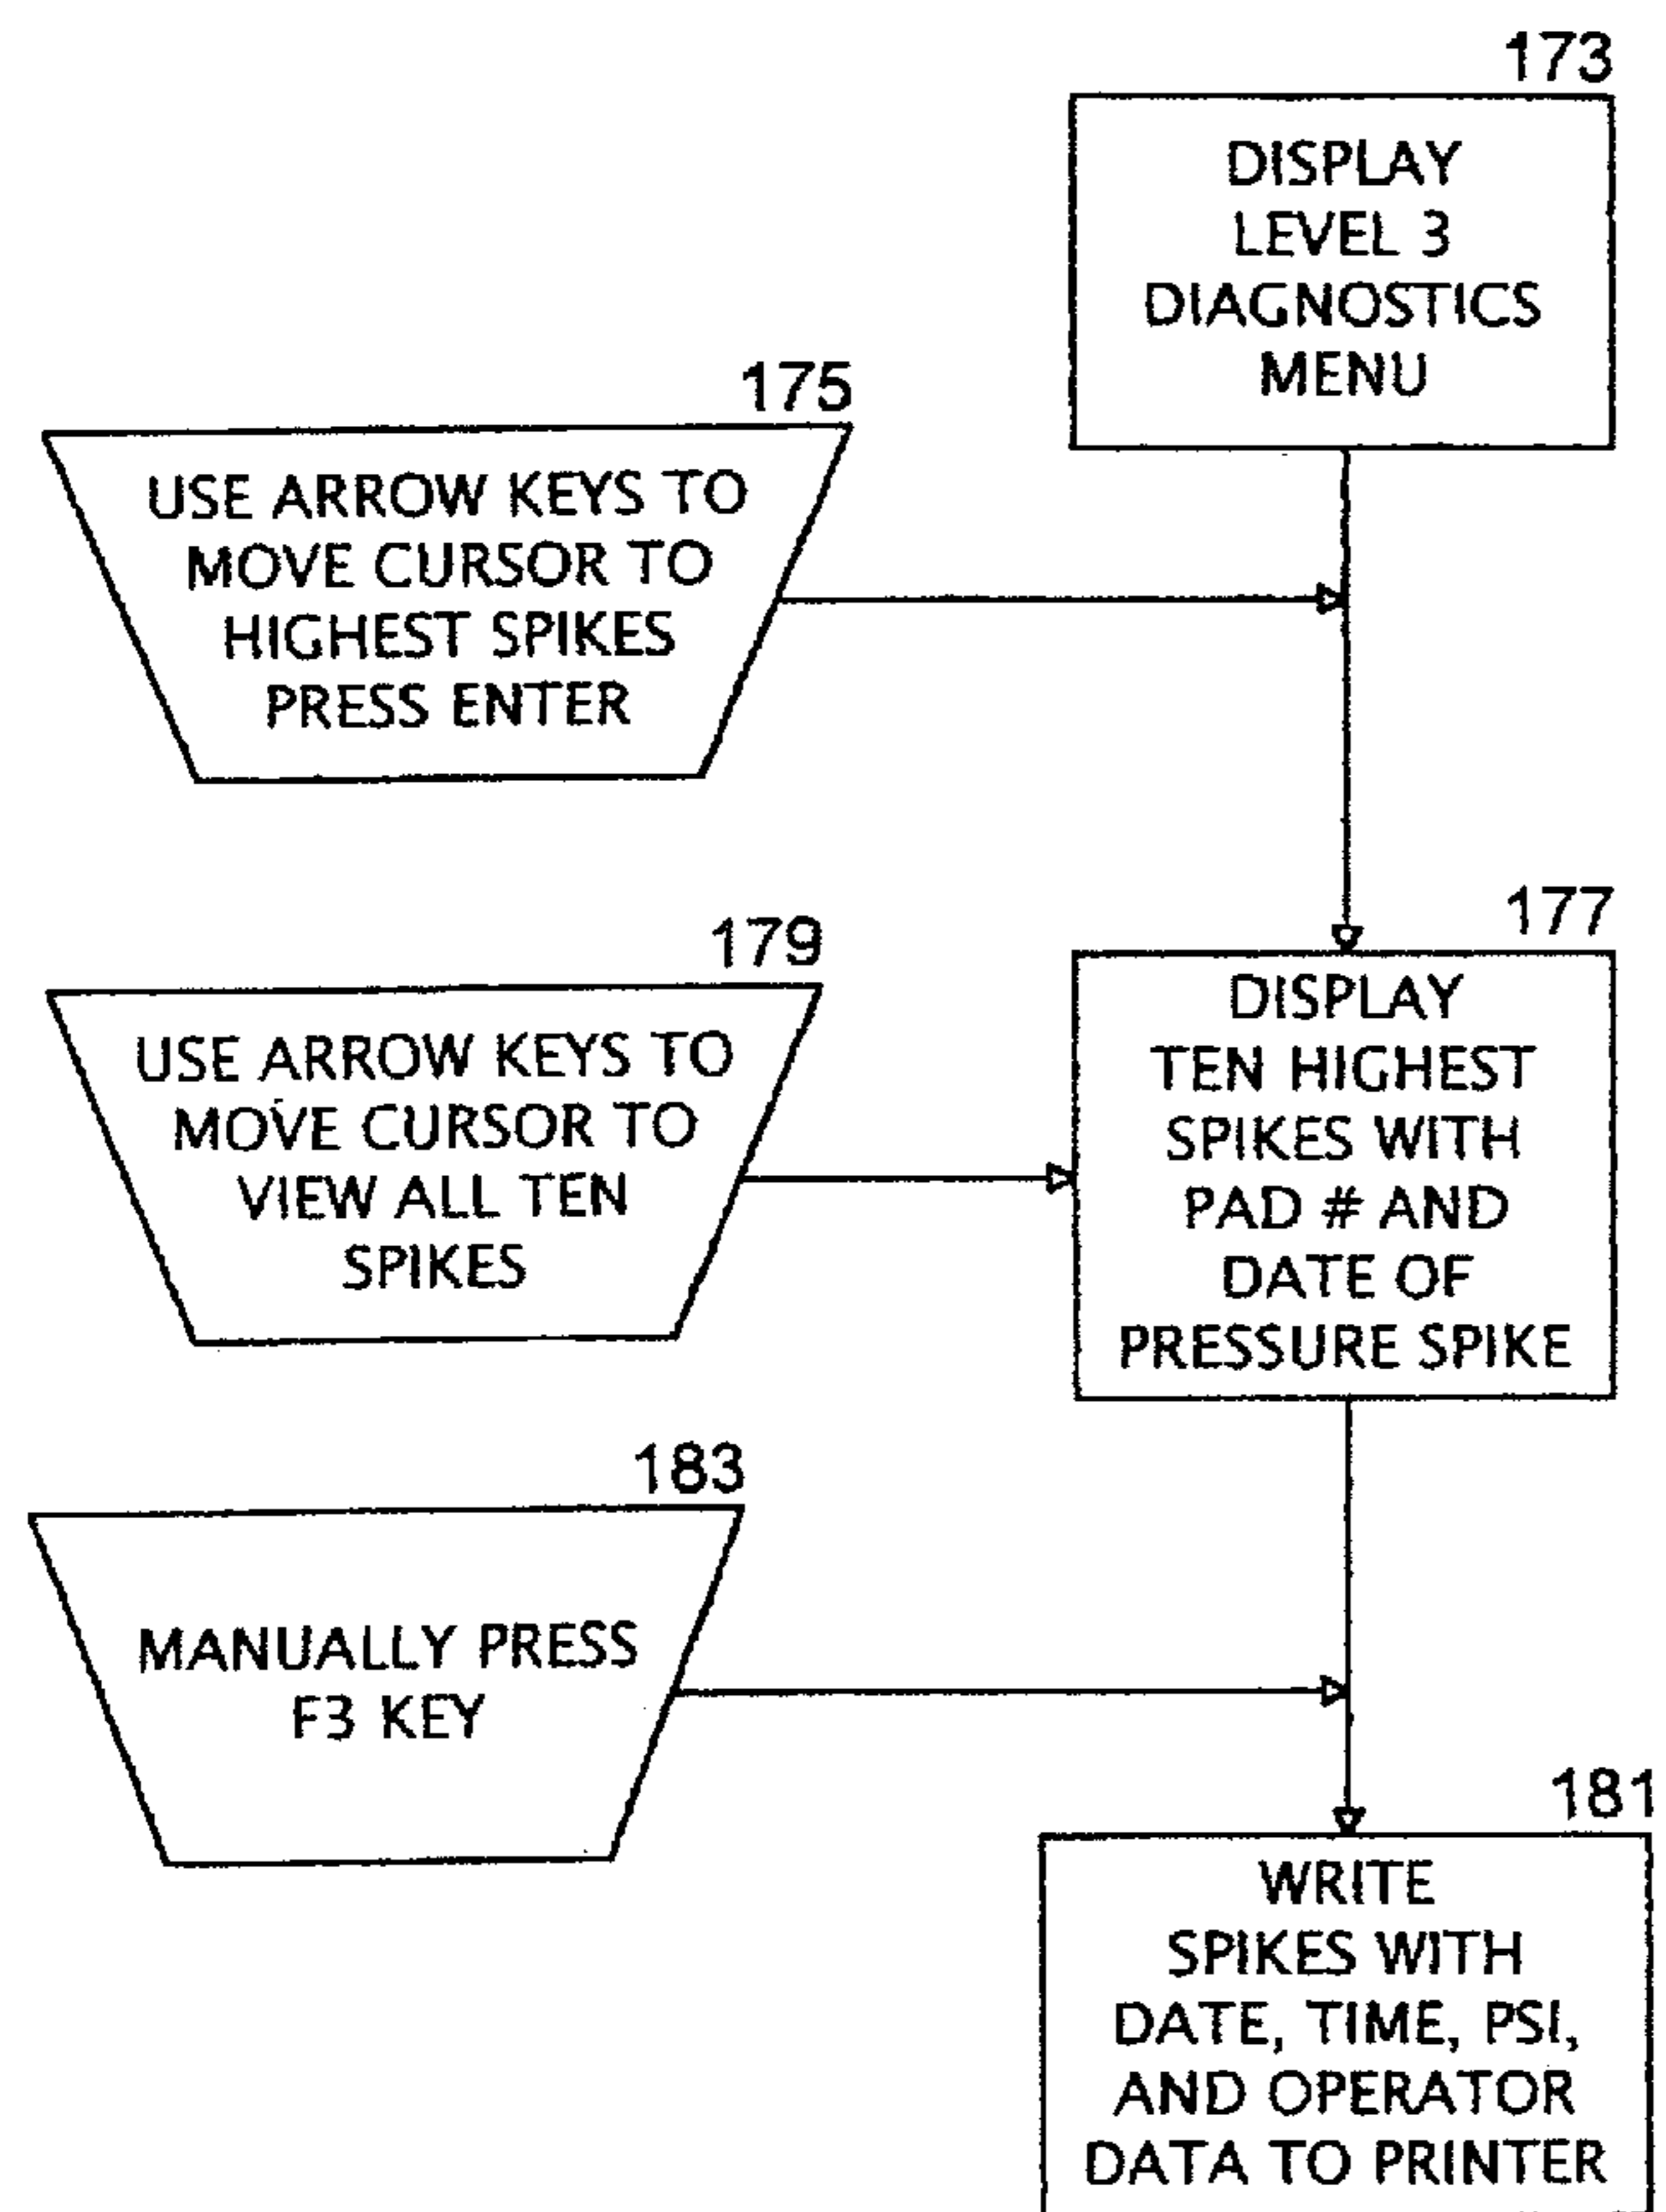 173
DISPLAY
LEVEL 3
DIAGNOSTICS
MENU
175
USE ARROW KEYS TO
MOVE CURSOR TO
HIGHEST SPIKES
PRESS ENTER
177
DISPLAY
TEN HIGHEST
SPIKES WITH
PAD # AND
DATE OF
PRESSURE SPIKE
179
USE ARROW KEYS TO
MOVE CURSOR TO
VIEW ALL TEN
SPIKES
183
MANUALLY PRESS
F3 KEY
181
WRITE
SPIKES WITH
DATE, TIME, PSI,
AND OPERATOR
DATA TO PRINTER